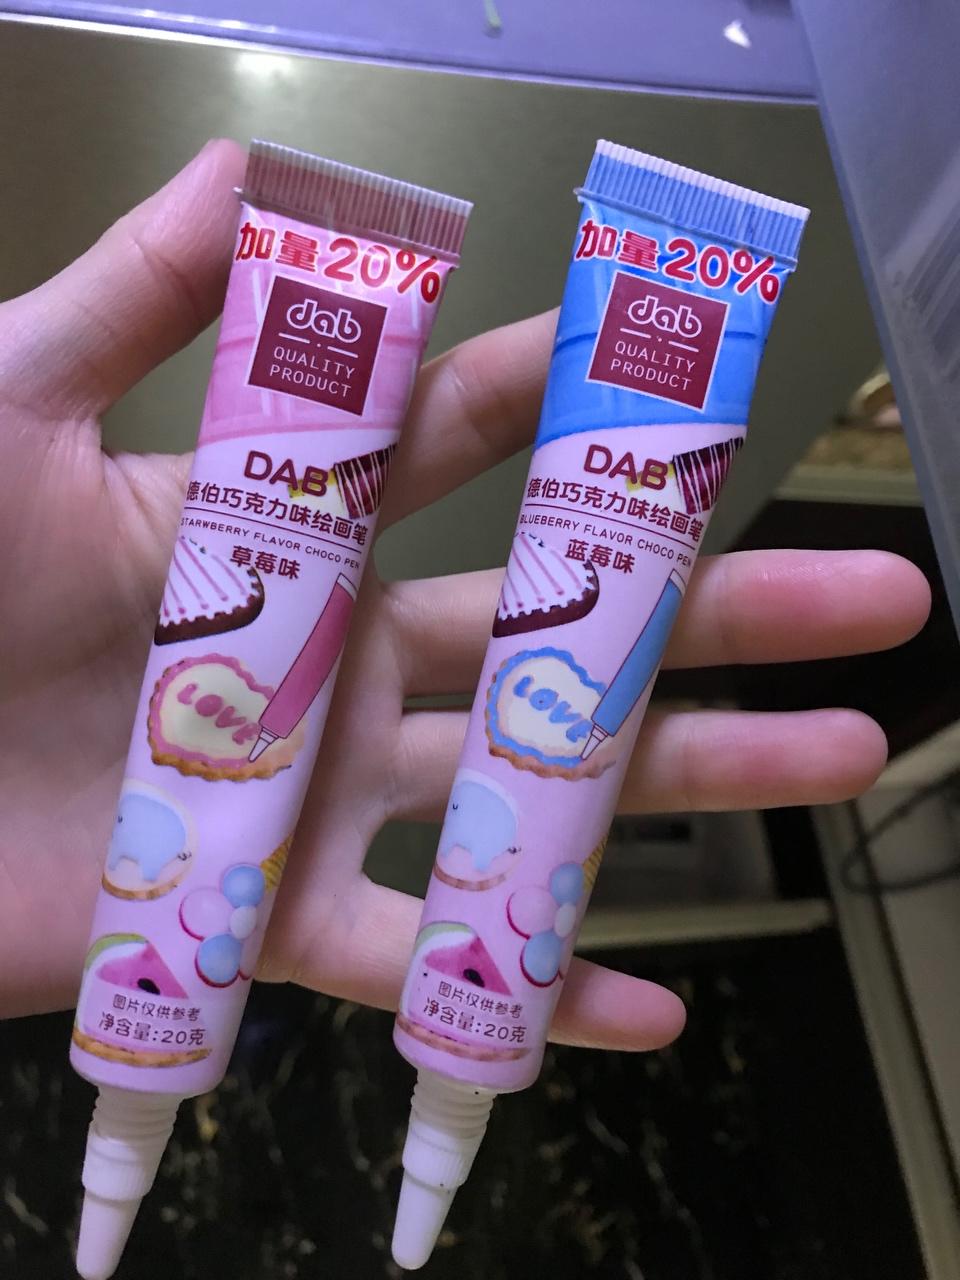 加量20%
dab
QUALITY
PRODUCT
DAB
德伯巧克力味绘画笔
STARWBERRY FLAVOR CHOCO PEN
草莓味
LOVE
图片仅供参考
净含量:20克
加量20%
dab
QUALITY
PRODUCT
DAB
德伯巧克力味绘画笔
BLUEBERRY FLAVOR CHOCO PEN
蓝莓味
LOVE
图片仅供参考
净含量:20克